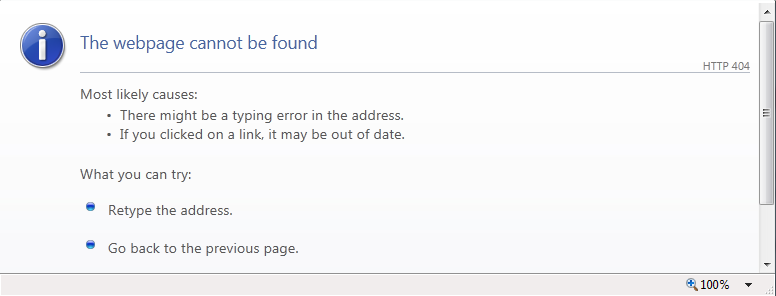 The webpage cannot be found
HTTP 404
Most likely causes:
• There might be a typing error in the address.
• If you clicked on a link, it may be out of date.
What you can try:
Retype the address.
Go back to the previous page.
100%